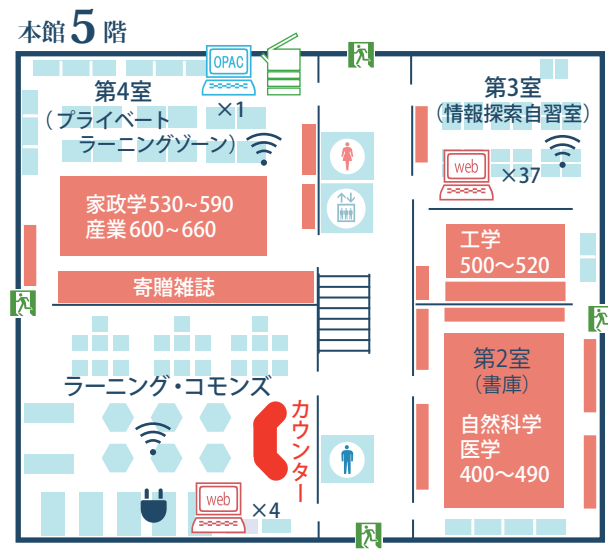 本館5階
OPAC
×1
第4室
(プライベート
ラーニングゾーン)
第3室
(情報探索自習室)
web
×37
家政学530~590
産業600~660
寄贈雑誌
工学
500~520
ラーニング・コモンズ
カウンター
第2室
(書庫)
自然科学
医学
400~490
web
×4